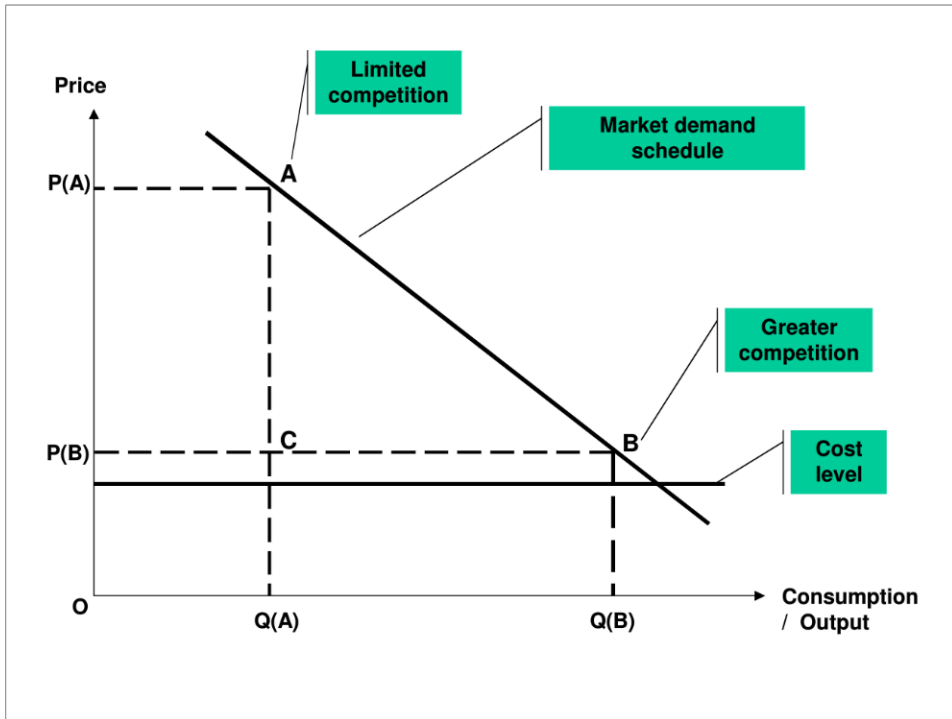 Limited
competition
Price
Market demand
schedule
A
P(A)
Greater
competition
C
B
P(B)
Cost
level
O
Q(A)
Q(B)
Consumption
/ Output